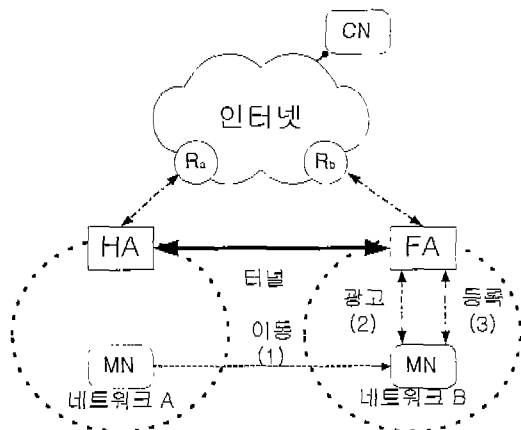 CN
인터넷
Ra
Rb
HA
FA
터널
광고
(2)
등록
(3)
이동
(1)
MN
MN
네트워크 A
네트워크 B